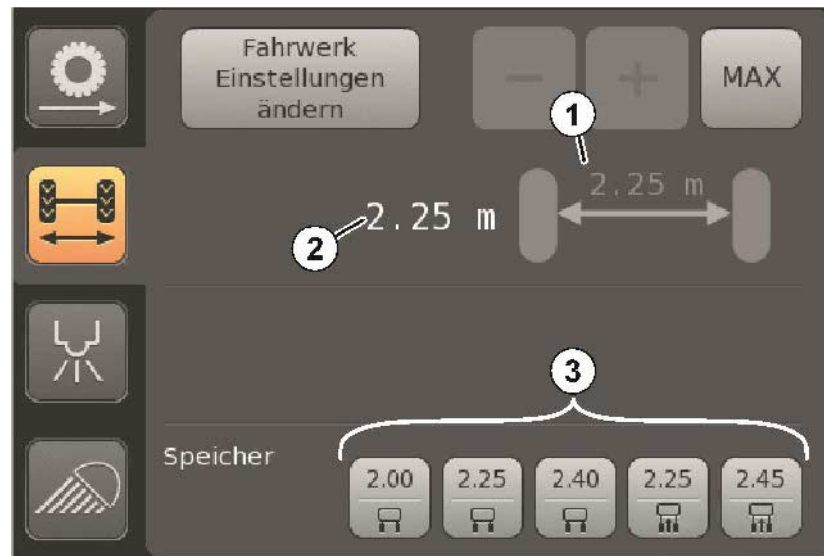 Fahrwerk
Einstellungen
ändern
− + MAX
1
2.25 m
2.25 m
2
3
Speicher
2.00 2.25 2.40 2.25 2.45